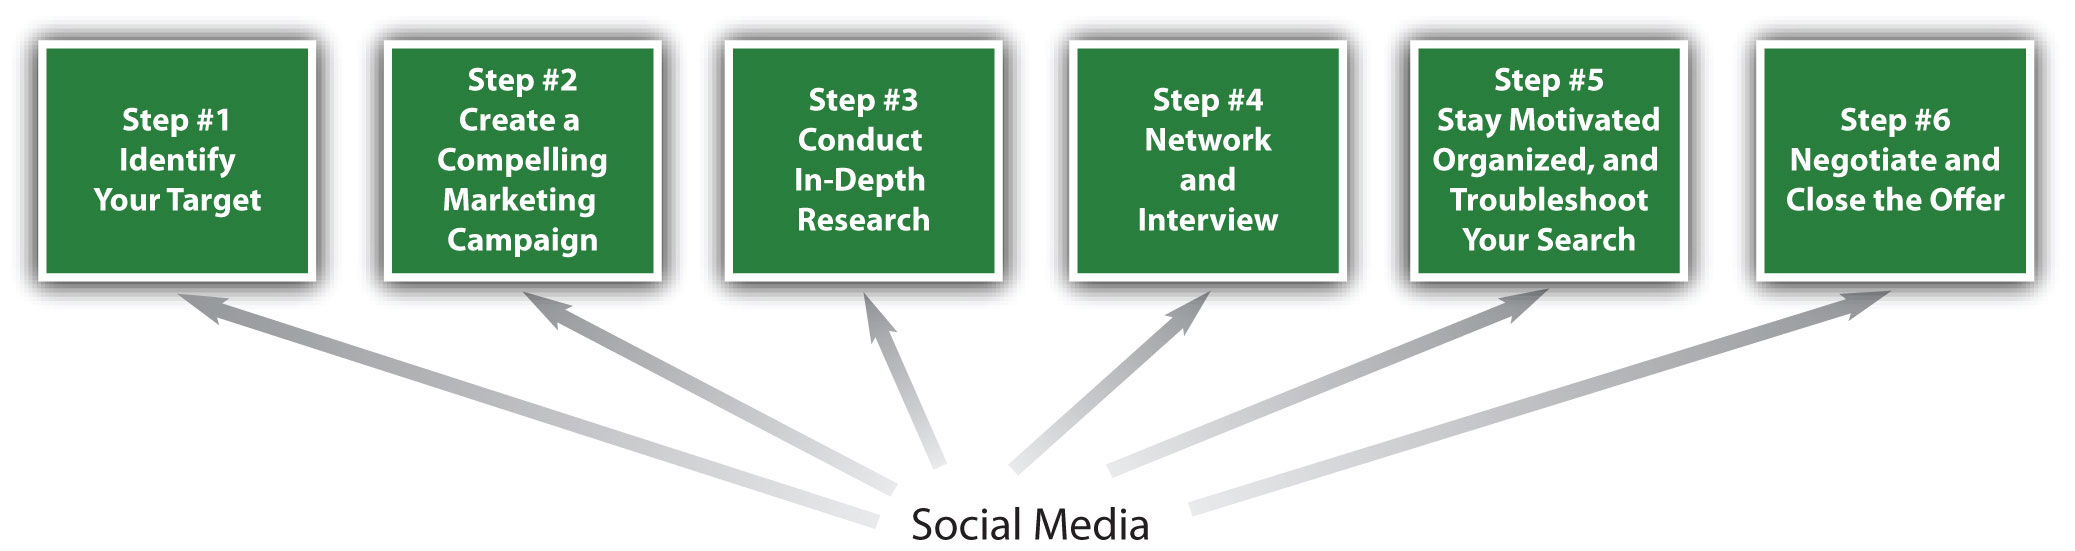 Step #1
Identify
Your Target
Step #2
Create a
Compelling
Marketing
Campaign
Step #3
Conduct
In-Depth
Research
Step #4
Network
and
Interview
Step #5
Stay Motivated
Organized, and
Troubleshoot
Your Search
Step #6
Negotiate and
Close the Offer
Social Media